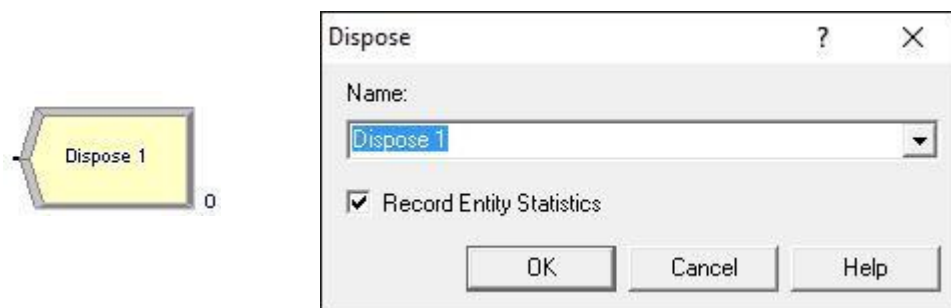 Dispose 1
0
Dispose ?
Name:
Dispose 1
Record Entity Statistics
OK Cancel Help